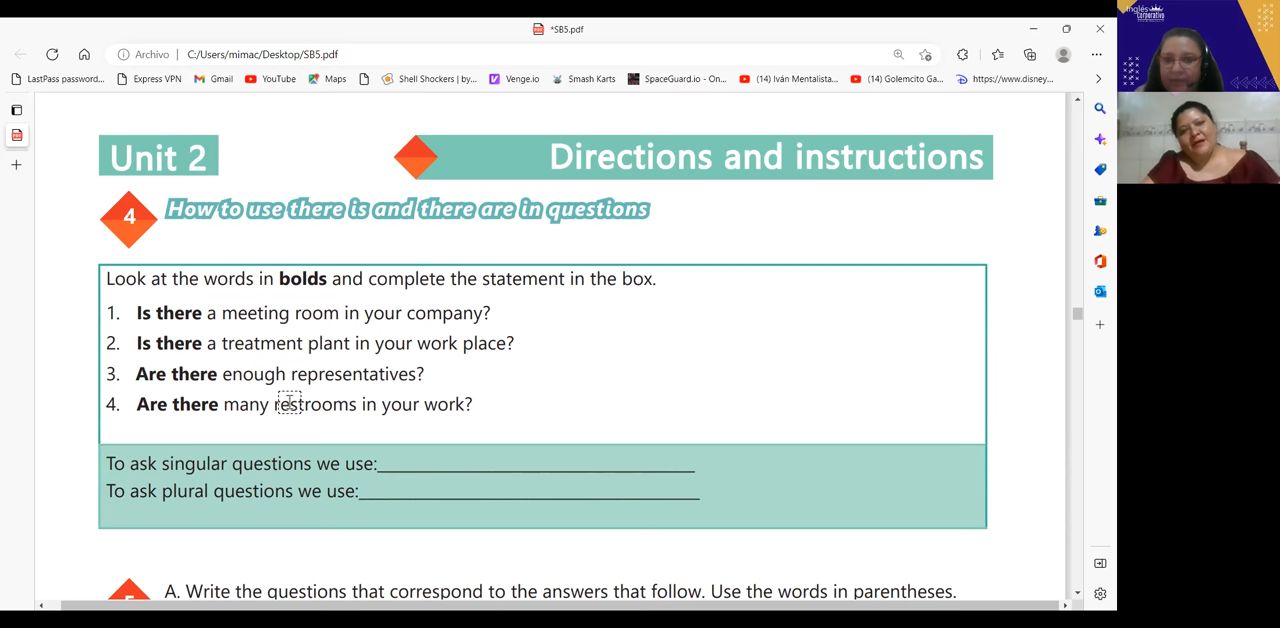 *SB5.pdf
Archivo | C:/Users/mimac/Desktop/SB5.pdf
LastPass password... Express VPN Gmail YouTube Maps Shell Shockers | by... Venge.io Smash Karts SpaceGuard.io - On... (14) Iván Mentalista... (14) Golemcito Ga... https://www.disney...
Inglés
Corporativo
Unit 2 Directions and instructions
4 How to use there is and there are in questions
Look at the words in bolds and complete the statement in the box.
1. Is there a meeting room in your company?
2. Is there a treatment plant in your work place?
3. Are there enough representatives?
4. Are there many restrooms in your work?
To ask singular questions we use:
To ask plural questions we use:
5 A. Write the questions that correspond to the answers that follow. Use the words in parentheses.